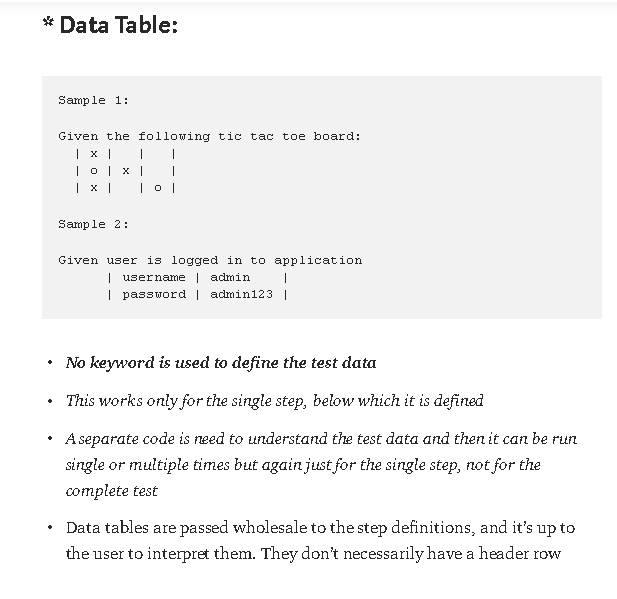 * Data Table:
Sample 1:
Given the following tic tac toe board:
| x |   |   |
| o | x |   |
| x |   | o |
Sample 2:
Given user is logged in to application
| username | admin    |
| password | admin123 |
• No keyword is used to define the test data
• This works only for the single step, below which it is defined
• A separate code is need to understand the test data and then it can be run
single or multiple times but again just for the single step, not for the
complete test
• Data tables are passed wholesale to the step definitions, and it’s up to
the user to interpret them. They don’t necessarily have a header row